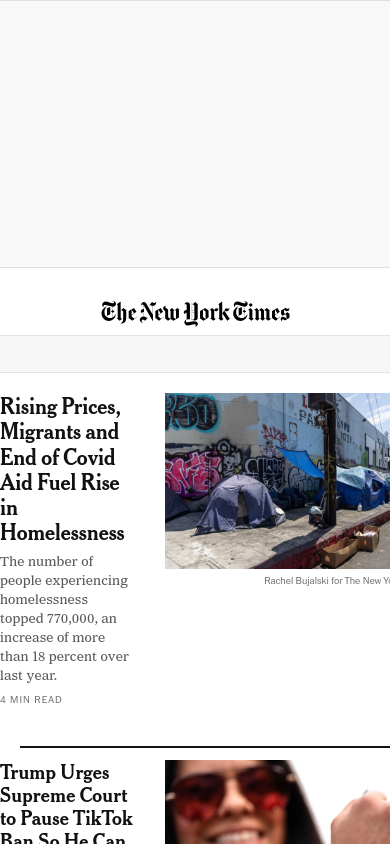 The New York Times
Rising Prices,
Migrants and
End of Covid
Aid Fuel Rise
in
Homelessness
The number of
people experiencing
homelessness
topped 770,000, an
increase of more
than 18 percent over
last year.
4 MIN READ
Rachel Bujalski for The New Yo
Trump Urges
Supreme Court
to Pause TikTok
Ban So He Can